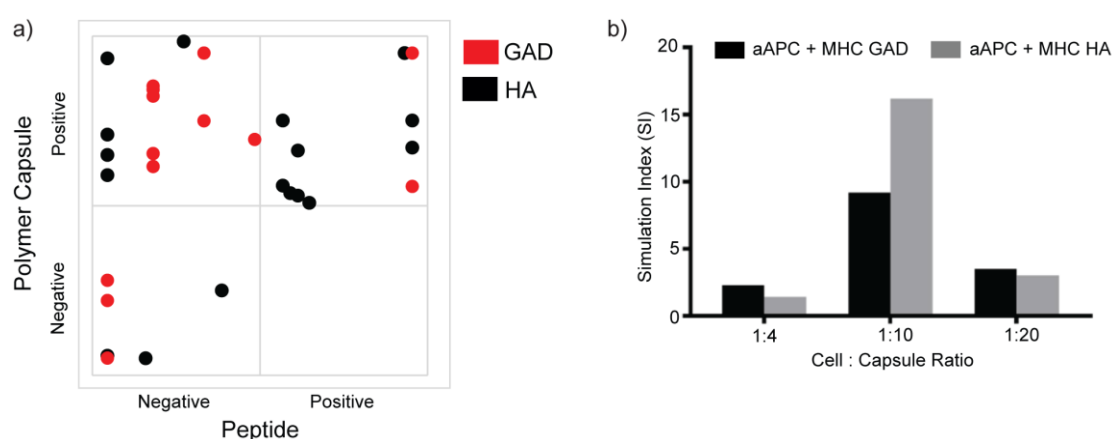 a)
GAD
HA
Polymer Capsule
Positive
Negative
Negative
Positive
Peptide
b)
aAPC + MHC GAD
aAPC + MHC HA
Simulation Index (SI)
20
15
10
5
0
1:4
1:10
1:20
Cell : Capsule Ratio